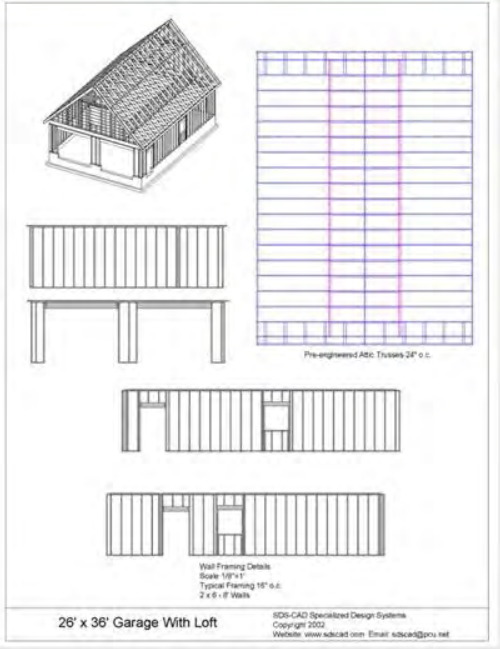 Pre-engineered Attic Trusses 24" o.c.
Wall Framing Details
Scale 1/8"=1'
Typical Framing 16" o.c.
2 x 6 - 8' Walls
26' x 36' Garage With Loft
SDS-CAD Specialized Design Systems
Copyright 2002
Website: www.sdscad.com Email: sdscad@pcu.net